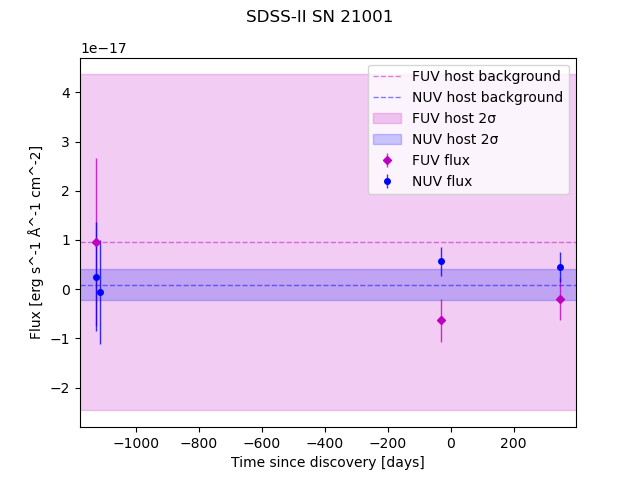 SDSS-II SN 21001
1e−17
FUV host background
NUV host background
FUV host 2σ
NUV host 2σ
FUV flux
NUV flux
4
3
2
1
0
−1
−2
Flux [erg s^-1 Å^-1 cm^-2]
−1000 −800 −600 −400 −200 0 200
Time since discovery [days]